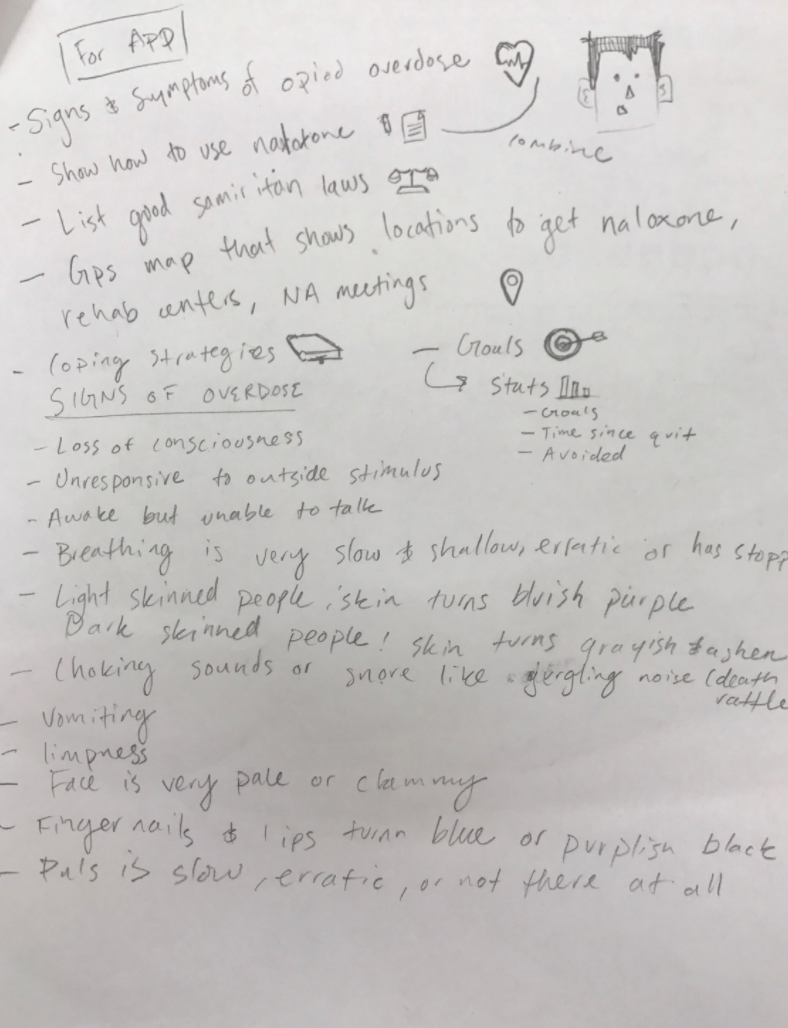 For APP
- Signs & Symptoms of opiod overdose
- Show how to use naloxone
combine
- List good samiritan laws
- Gps map that shows locations to get naloxone,
rehab centers, NA meetings
- Coping strategies
- Goals
Stats
- Goals
- Time since quit
- Avoided
SIGNS OF OVERDOSE
- Loss of consciousness
- Unresponsive to outside stimulus
- Awake but unable to talk
- Breathing is very slow & shallow, erratic or has stopp
- Light skinned people: skin turns bluish purple
Dark skinned people: skin turns grayish & ashen
- Choking sounds or snore like gergling noise (death
rattle
- Vomiting
- limpness
- Face is very pale or clammy
- Finger nails & lips turnn blue or purplish black
- Puls is slow, erratic, or not there at all